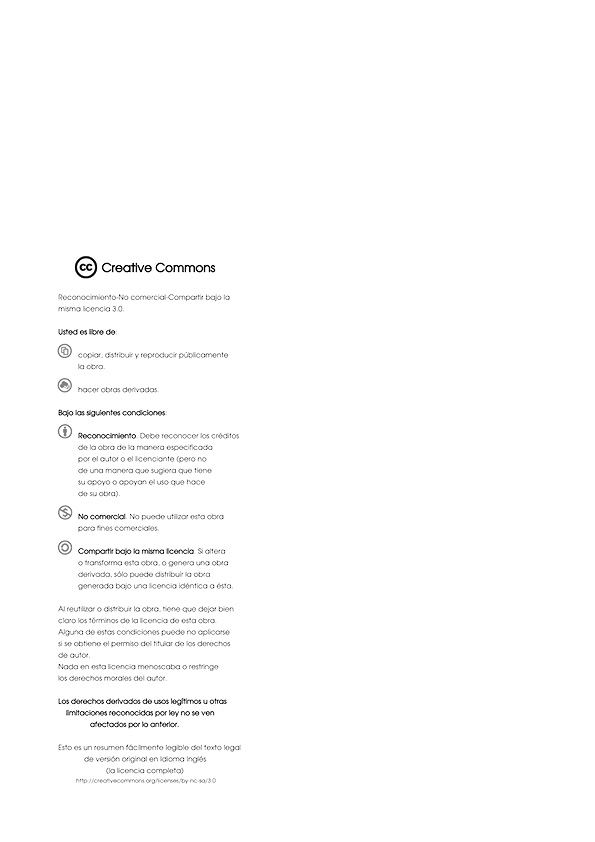 cc Creative Commons
Reconocimiento-No comercial-Compartir bajo la
misma licencia 3.0.
Usted es libre de:
copiar, distribuir y reproducir públicamente
la obra.
hacer obras derivadas.
Bajo las siguientes condiciones:
Reconocimiento. Debe reconocer los créditos
de la obra de la manera especificada
por el autor o el licenciante (pero no
de una manera que sugiera que tiene
su apoyo o apoyan el uso que hace
de su obra).
No comercial. No puede utilizar esta obra
para fines comerciales.
Compartir bajo la misma licencia. Si altera
o transforma esta obra, o genera una obra
derivada, sólo puede distribuir la obra
generada bajo una licencia idéntica a ésta.
Al reutilizar o distribuir la obra, tiene que dejar bien
claro los términos de la licencia de esta obra.
Alguna de estas condiciones puede no aplicarse
si se obtiene el permiso del titular de los derechos
de autor.
Nada en esta licencia menoscaba o restringe
los derechos morales del autor.
Los derechos derivados de usos legítimos u otras
limitaciones reconocidas por ley no se ven
afectados por lo anterior.
Esto es un resumen fácilmente legible del texto legal
de versión original en Idioma Inglés
(la licencia completa)
http://creativecommons.org/licenses/by-nc-sa/3.0